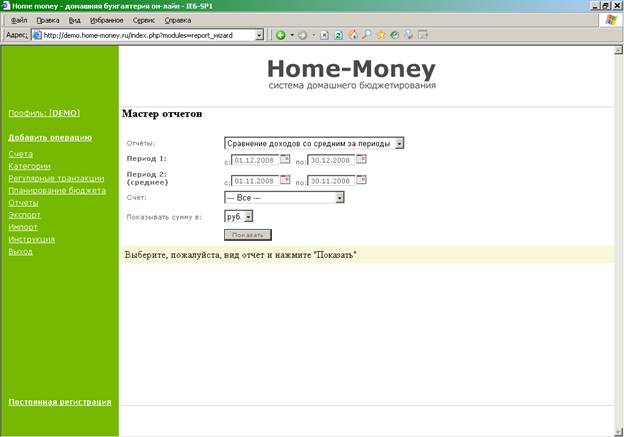 Home money - домашняя бухгалтерия он-лайн - IE6-SP1
Файл Правка Вид Избранное Сервис Справка
Адрес: http://demo.home-money.ru/index.php?modules=report_wizard
Home-Money
система домашнего бюджетирования
Профиль: [DEMO]
Добавить операцию
Счета
Категории
Регулярные транзакции
Планирование бюджета
Отчеты
Экспорт
Импорт
Инструкция
Выход
Постоянная регистрация
Мастер отчетов
Отчёты: Сравнение доходов со средним за периоды
Период 1: с: 01.12.2008 по: 30.12.2008
Период 2:
(среднее) с: 01.11.2008 по: 30.11.2008
Счет: --- Все ---
Показывать сумму в: руб.
Показать
Выберите, пожалуйста, вид отчет и нажмите "Показать"